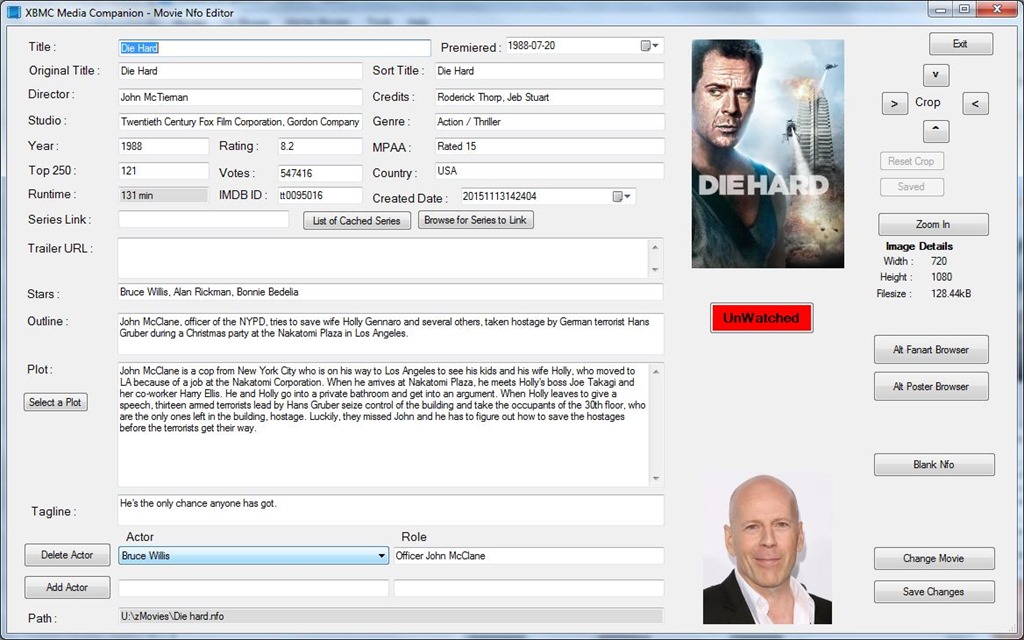 XBMC Media Companion - Movie Nfo Editor
Title : Die Hard Premiered : 1988-07-20 Exit
Original Title : Die Hard Sort Title : Die Hard v
Director : John McTiernan Credits : Roderick Thorp, Jeb Stuart > Crop <
Studio : Twentieth Century Fox Film Corporation, Gordon Company Genre : Action / Thriller ^
Year : 1988 Rating : 8.2 MPAA : Rated 15 Reset Crop
Top 250 : 121 Votes : 547416 Country : USA Saved
Runtime : 131 min IMDB ID : tt0095016 Created Date : 20151113142404
DIE HARD
Series Link : List of Cached Series Browse for Series to Link Zoom In
Image Details
Trailer URL : Width : 720
Height : 1080
Filesize : 128.44kB
Stars : Bruce Willis, Alan Rickman, Bonnie Bedelia
UnWatched
Outline : John McClane, officer of the NYPD, tries to save wife Holly Gennaro and several others, taken hostage by German terrorist Hans
Gruber during a Christmas party at the Nakatomi Plaza in Los Angeles.
Alt Fanart Browser
Plot : John McClane is a cop from New York City who is on his way to Los Angeles to see his kids and his wife Holly, who moved to
LA because of a job at the Nakatomi Corporation. When he arrives at Nakatomi Plaza, he meets Holly's boss Joe Takagi and
Alt Poster Browser
her co-worker Harry Ellis. He and Holly go into a private bathroom and get into an argument. When Holly leaves to give a
Select a Plot
speech, thirteen armed terrorists lead by Hans Gruber seize control of the building and take the occupants of the 30th floor, who
are the only ones left in the building, hostage. Luckily, they missed John and he has to figure out how to save the hostages
before the terrorists get their way.
Blank Nfo
Tagline : He's the only chance anyone has got.
Actor Role
Delete Actor Bruce Willis Officer John McClane Change Movie
Add Actor Save Changes
Path : U:\zMovies\Die hard.nfo